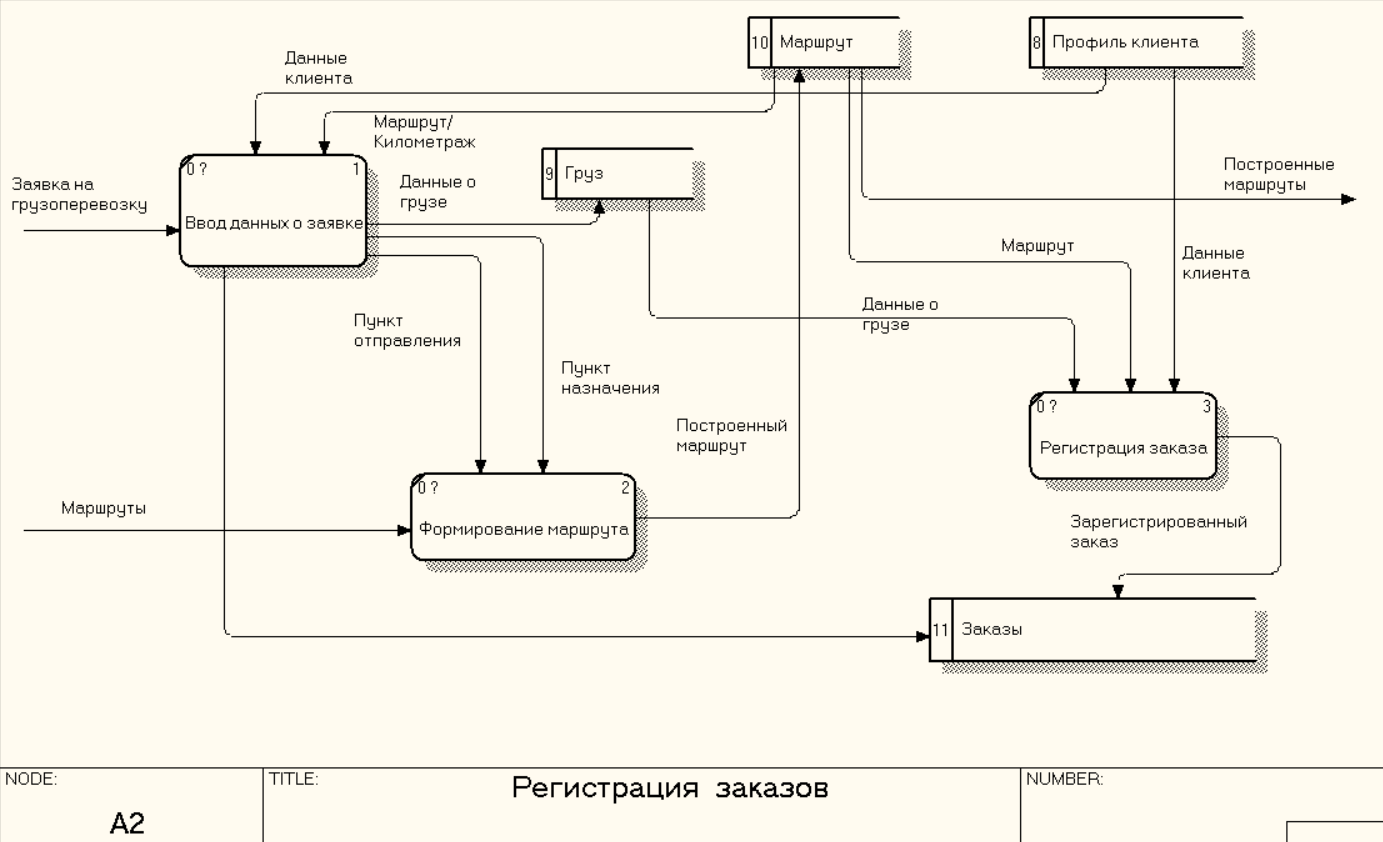 10 Маршрут
8 Профиль клиента
Данные
клиента
Маршрут/
Километраж
0 ?
1
Ввод данных о заявке
Заявка на
грузоперевозку
Данные о
грузе
9 Груз
Построенные
маршруты
Маршрут
Данные
клиента
Данные о
грузе
Пункт
отправления
Пункт
назначения
Построенный
маршрут
0 ?
3
Регистрация заказа
0 ?
2
Формирование маршрута
Маршруты
Зарегистрированный
заказ
11 Заказы
NODE:
A2
TITLE:
Регистрация заказов
NUMBER: